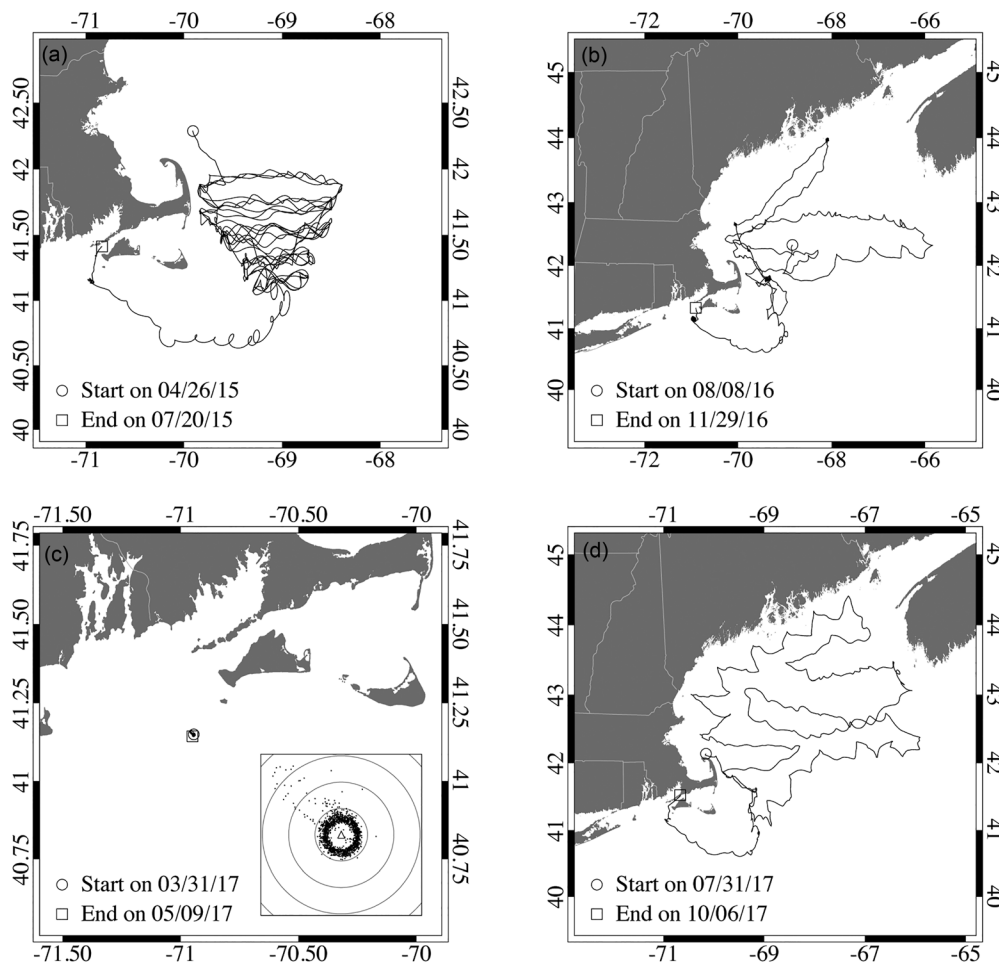 -71 -70 -69 -68
(a)
42.50 42.50
42 42
41.50 41.50
41 41
40.50 40.50
40 40
Start on 04/26/15
End on 07/20/15
-71 -70 -69 -68
-72 -70 -68 -66
(b)
45 45
44 44
43 43
42 42
41 41
40 40
Start on 08/08/16
End on 11/29/16
-72 -70 -68 -66
-71.50 -71 -70.50 -70
(c)
41.75 41.75
41.50 41.50
41.25 41.25
41 41
40.75 40.75
Start on 03/31/17
End on 05/09/17
-71.50 -71 -70.50 -70
-71 -69 -67 -65
(d)
45 45
44 44
43 43
42 42
41 41
40 40
Start on 07/31/17
End on 10/06/17
-71 -69 -67 -65